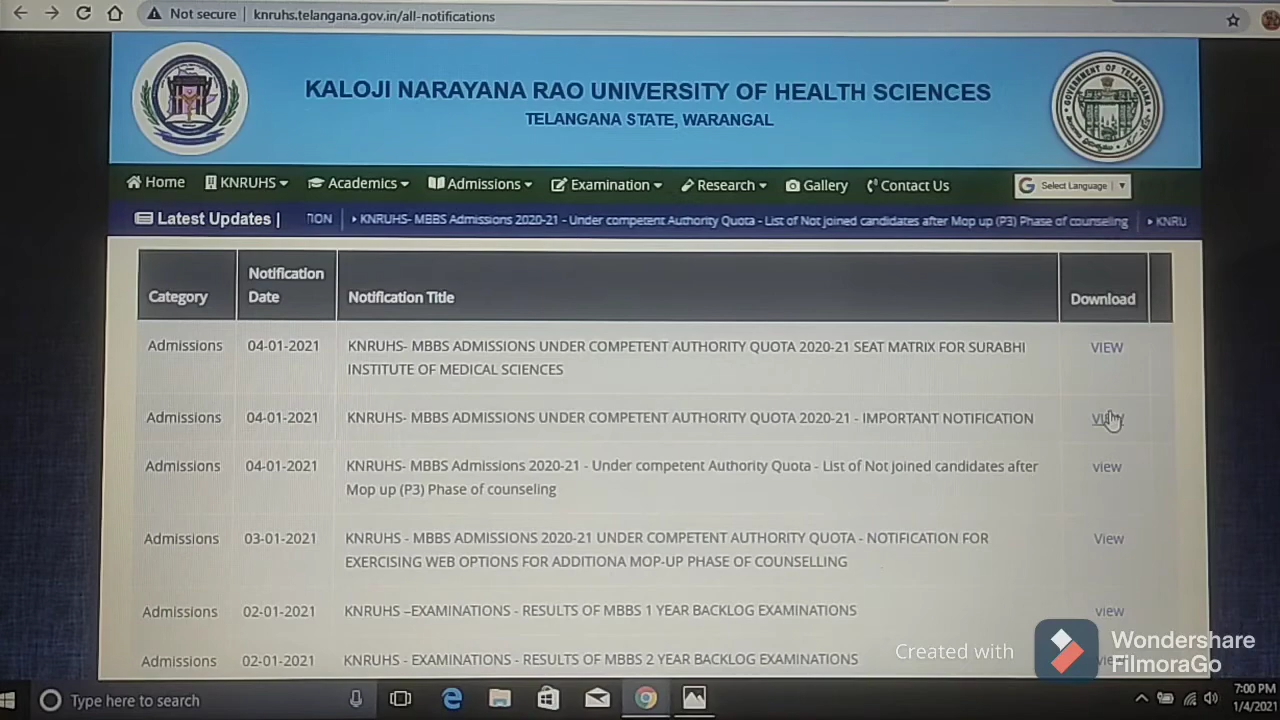 Not secure | knruhs.telangana.gov.in/all-notifications
KALOJI NARAYANA RAO UNIVERSITY OF HEALTH SCIENCES
TELANGANA STATE, WARANGAL
GOVERNMENT OF TELANGANA
Home KNRUHS Academics Admissions Examination Research Gallery Contact Us Select Language
Latest Updates | TION KNRUHS- MBBS Admissions 2020-21 - Under competent Authority Quota - List of Not joined candidates after Mop up (P3) Phase of counseling KNRU
Category Notification Date Notification Title Download
Admissions 04-01-2021 KNRUHS- MBBS ADMISSIONS UNDER COMPETENT AUTHORITY QUOTA 2020-21 SEAT MATRIX FOR SURABHI VIEW
INSTITUTE OF MEDICAL SCIENCES
Admissions 04-01-2021 KNRUHS- MBBS ADMISSIONS UNDER COMPETENT AUTHORITY QUOTA 2020-21 - IMPORTANT NOTIFICATION
Admissions 04-01-2021 KNRUHS- MBBS Admissions 2020-21 - Under competent Authority Quota - List of Not joined candidates after view
Mop up (P3) Phase of counseling
Admissions 03-01-2021 KNRUHS - MBBS ADMISSIONS 2020-21 UNDER COMPETENT AUTHORITY QUOTA - NOTIFICATION FOR View
EXERCISING WEB OPTIONS FOR ADDITIONA MOP-UP PHASE OF COUNSELLING
Admissions 02-01-2021 KNRUHS –EXAMINATIONS - RESULTS OF MBBS 1 YEAR BACKLOG EXAMINATIONS view
Admissions 02-01-2021 KNRUHS - EXAMINATIONS - RESULTS OF MBBS 2 YEAR BACKLOG EXAMINATIONS
Created with Wondershare FilmoraGo
Type here to search
7:00 PM
1/4/2021